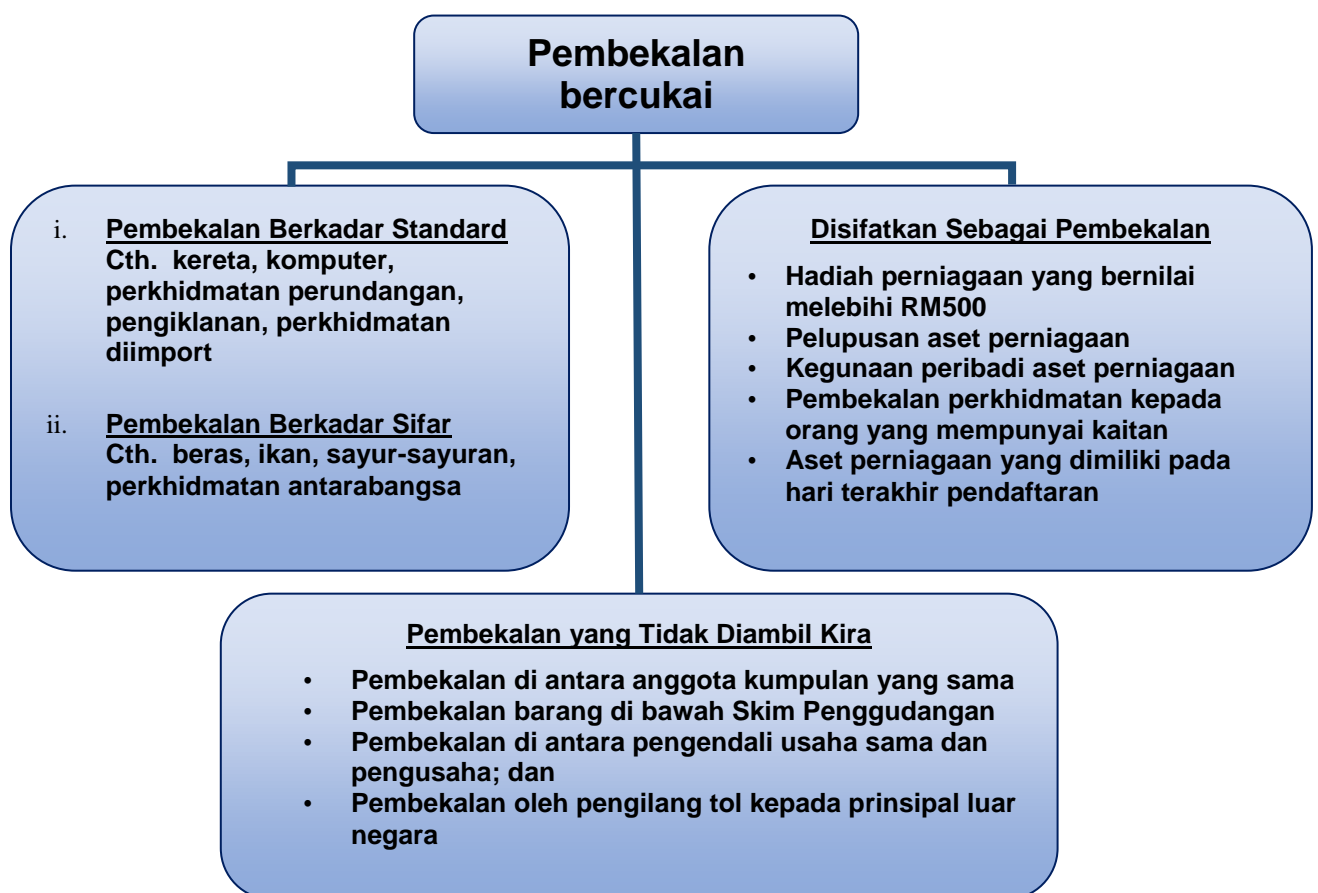 Pembekalan
bercukai
i. Pembekalan Berkadar Standard
Cth. kereta, komputer,
perkhidmatan perundangan,
pengiklanan, perkhidmatan
diimport
ii. Pembekalan Berkadar Sifar
Cth. beras, ikan, sayur-sayuran,
perkhidmatan antarabangsa
Disifatkan Sebagai Pembekalan
• Hadiah perniagaan yang bernilai
melebihi RM500
• Pelupusan aset perniagaan
• Kegunaan peribadi aset perniagaan
• Pembekalan perkhidmatan kepada
orang yang mempunyai kaitan
• Aset perniagaan yang dimiliki pada
hari terakhir pendaftaran
Pembekalan yang Tidak Diambil Kira
• Pembekalan di antara anggota kumpulan yang sama
• Pembekalan barang di bawah Skim Penggudangan
• Pembekalan di antara pengendali usaha sama dan
pengusaha; dan
• Pembekalan oleh pengilang tol kepada prinsipal luar
negara